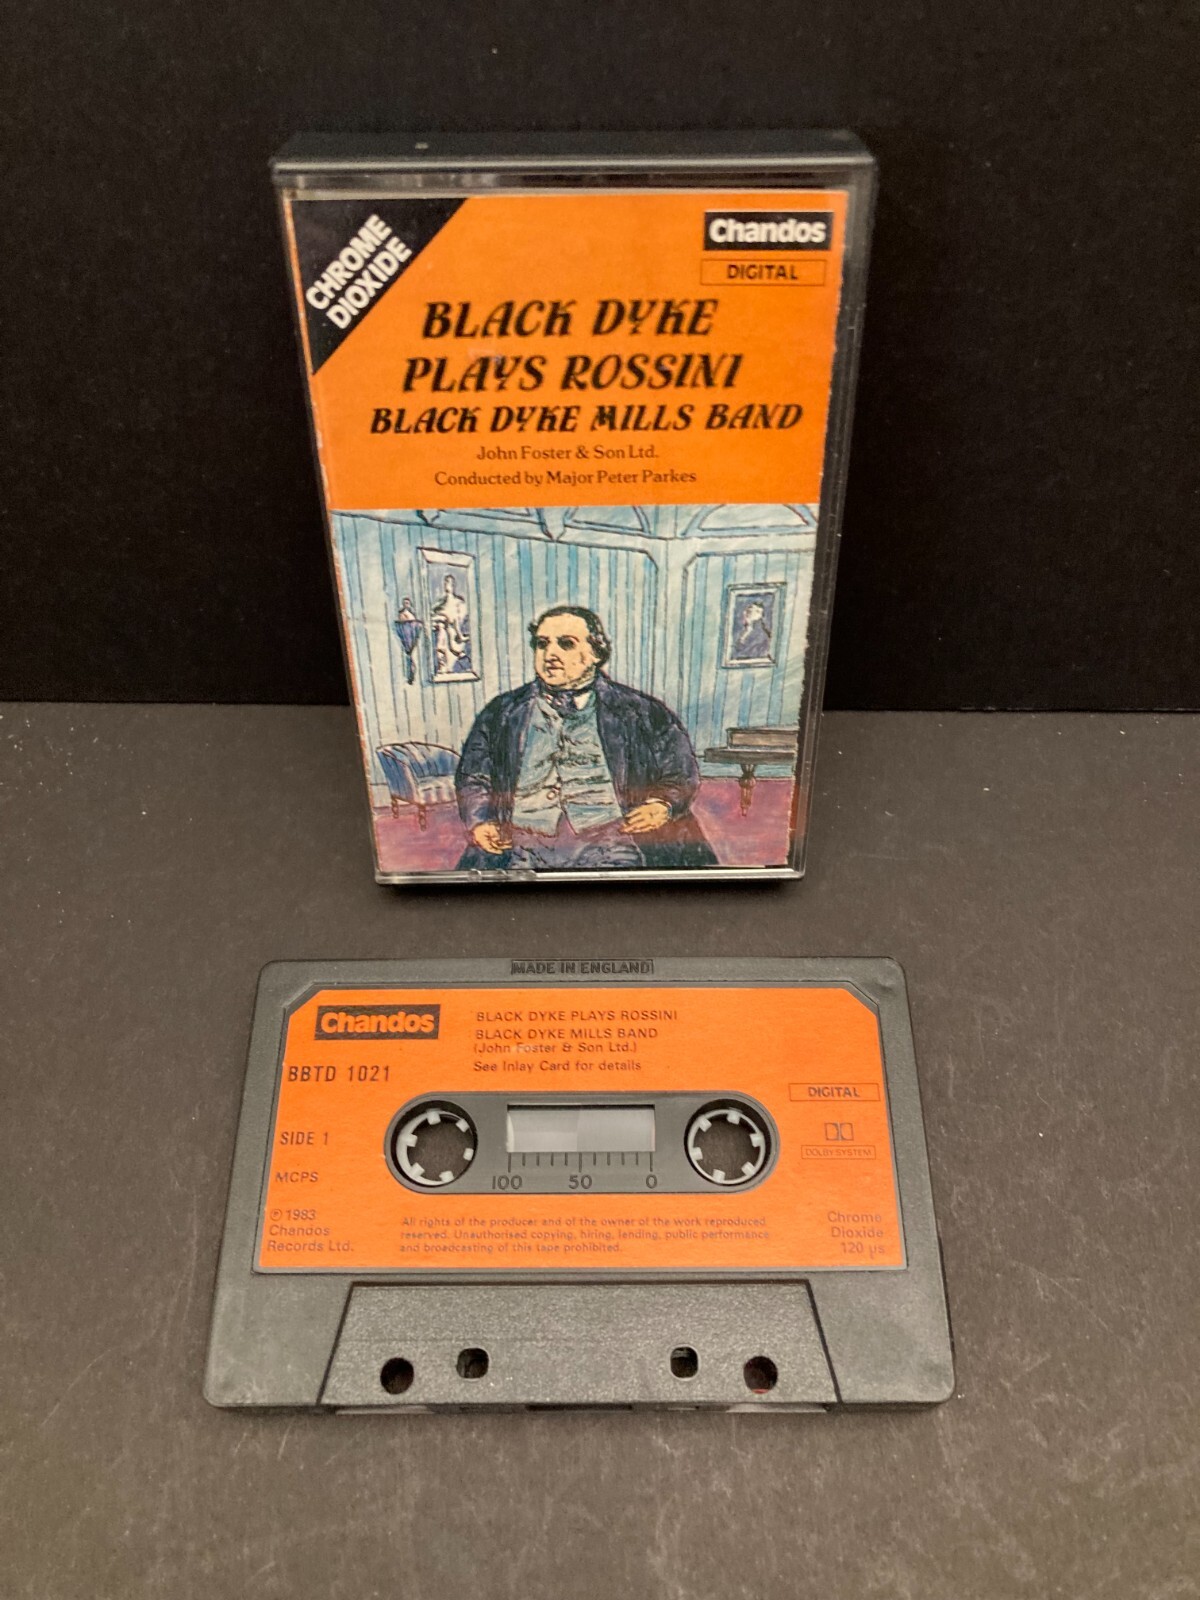 CHROME
DIOXIDE
Chandos
DIGITAL
BLACK DYKE
PLAYS ROSSINI
BLACK DYKE MILLS BAND
John Foster & Son Ltd.
Conducted by Major Peter Parkes
MADE IN ENGLAND
Chandos
BLACK DYKE PLAYS ROSSINI
BLACK DYKE MILLS BAND
(John Foster & Son Ltd.)
See Inlay Card for details
BBTD 1021
DIGITAL
SIDE 1
DOLBY SYSTEM
MCPS
100 50 0
℗ 1983
Chandos
Records Ltd.
All rights of the producer and of the owner of the work reproduced
reserved. Unauthorised copying, hiring, lending, public performance
and broadcasting of this tape prohibited.
Chrome
Dioxide
120 µs